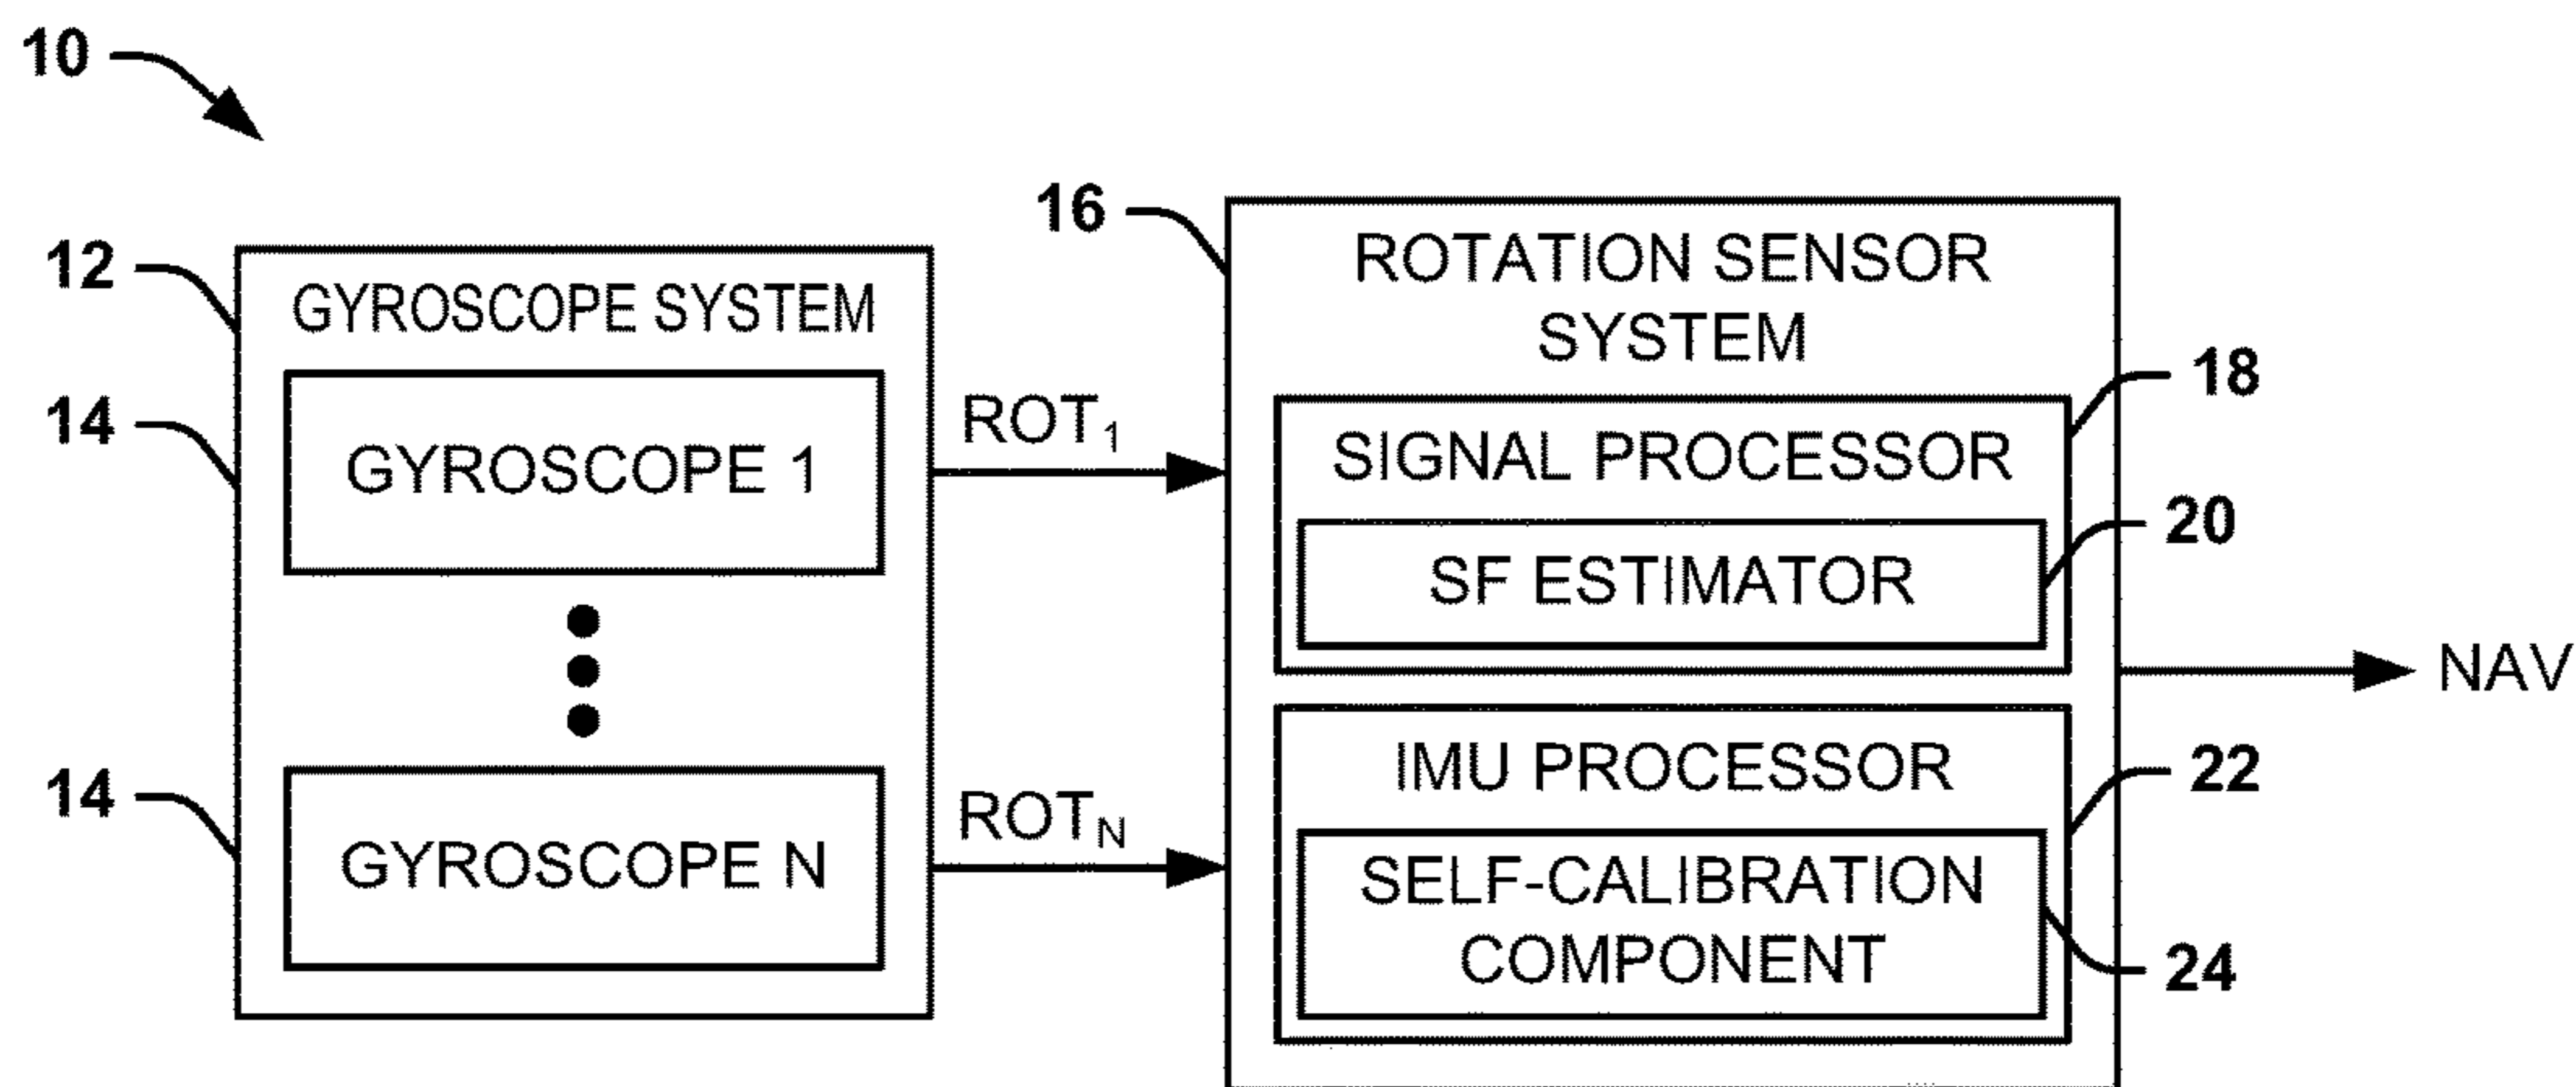 10
12
GYROSCOPE SYSTEM
14
GYROSCOPE 1
14
GYROSCOPE N
ROT₁
ROT_N
16
ROTATION SENSOR
SYSTEM
18
SIGNAL PROCESSOR
20
SF ESTIMATOR
22
IMU PROCESSOR
24
SELF-CALIBRATION
COMPONENT
NAV